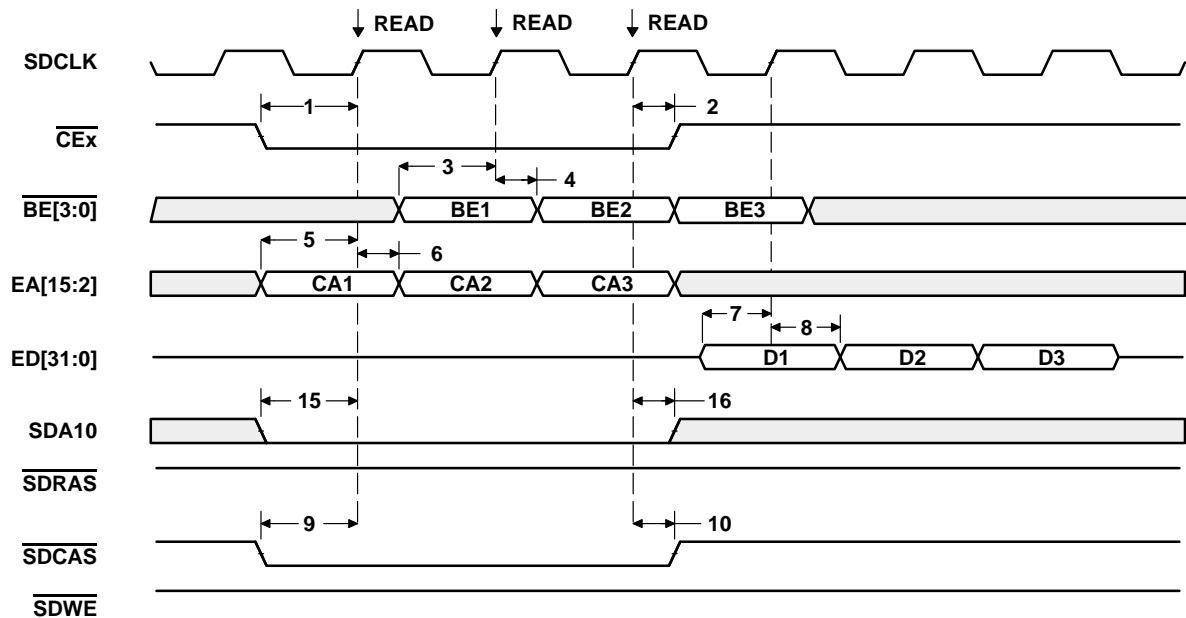 READ READ READ
SDCLK
1 2
CEx
3 4
BE[3:0] BE1 BE2 BE3
5 6
EA[15:2] CA1 CA2 CA3
7 8
ED[31:0] D1 D2 D3
15 16
SDA10
SDRAS
9 10
SDCAS
SDWE